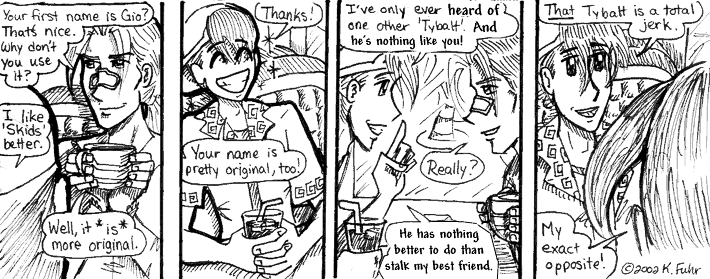 Your first name is Gio?
That's nice.
Why don't
you use
it?
I like
'Skids'
better.
Well, it *is*
more original.
Thanks!
Your name is
pretty original, too!
I've only ever heard of
one other 'Tybalt'. And
he's nothing like you!
Really?
He has nothing
better to do than
stalk my best friend.
That Tybalt is a total
jerk.
My
exact
opposite!
©2002 K. Fuhr